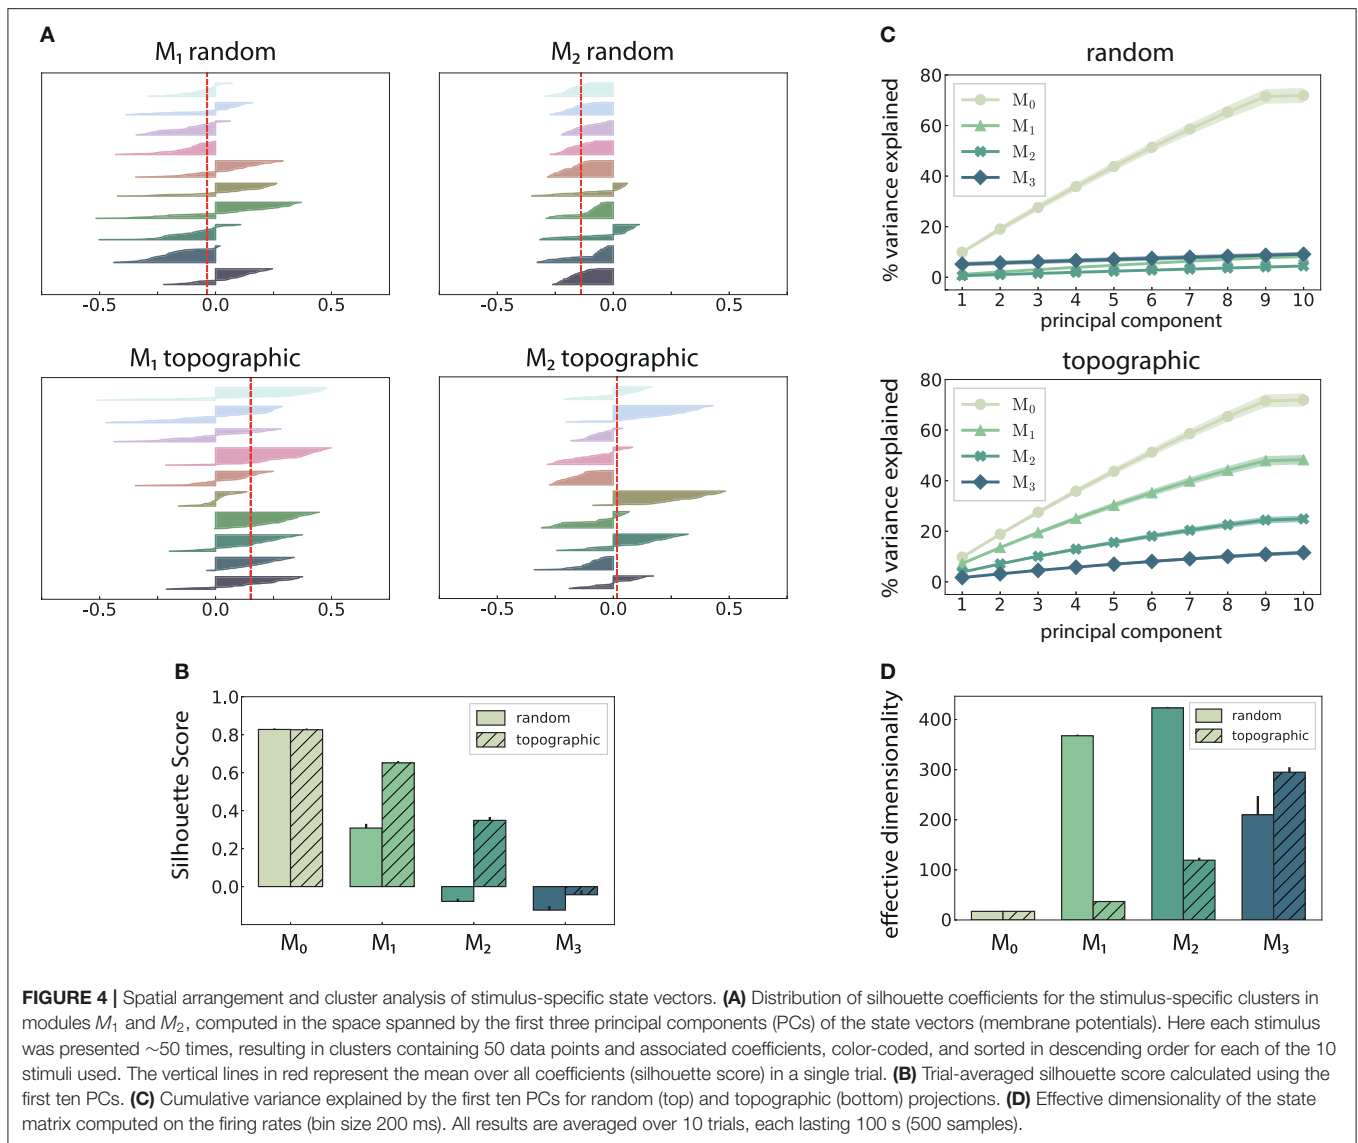 A
M₁ random
-0.5
0.0
0.5
M₂ random
-0.5
0.0
0.5
M₁ topographic
-0.5
0.0
0.5
M₂ topographic
-0.5
0.0
0.5
C
random
% variance explained
80
60
40
20
0
M₀
M₁
M₂
M₃
1 2 3 4 5 6 7 8 9 10
principal component
topographic
% variance explained
80
60
40
20
0
M₀
M₁
M₂
M₃
1 2 3 4 5 6 7 8 9 10
principal component
B
Silhouette Score
1.0
0.8
0.6
0.4
0.2
0.0
random
topographic
M₀ M₁ M₂ M₃
D
effective dimensionality
400
300
200
100
0
random
topographic
M₀ M₁ M₂ M₃
FIGURE 4 | Spatial arrangement and cluster analysis of stimulus-specific state vectors. (A) Distribution of silhouette coefficients for the stimulus-specific clusters in
modules M₁ and M₂, computed in the space spanned by the first three principal components (PCs) of the state vectors (membrane potentials). Here each stimulus
was presented ∼50 times, resulting in clusters containing 50 data points and associated coefficients, color-coded, and sorted in descending order for each of the 10
stimuli used. The vertical lines in red represent the mean over all coefficients (silhouette score) in a single trial. (B) Trial-averaged silhouette score calculated using the
first ten PCs. (C) Cumulative variance explained by the first ten PCs for random (top) and topographic (bottom) projections. (D) Effective dimensionality of the state
matrix computed on the firing rates (bin size 200 ms). All results are averaged over 10 trials, each lasting 100 s (500 samples).